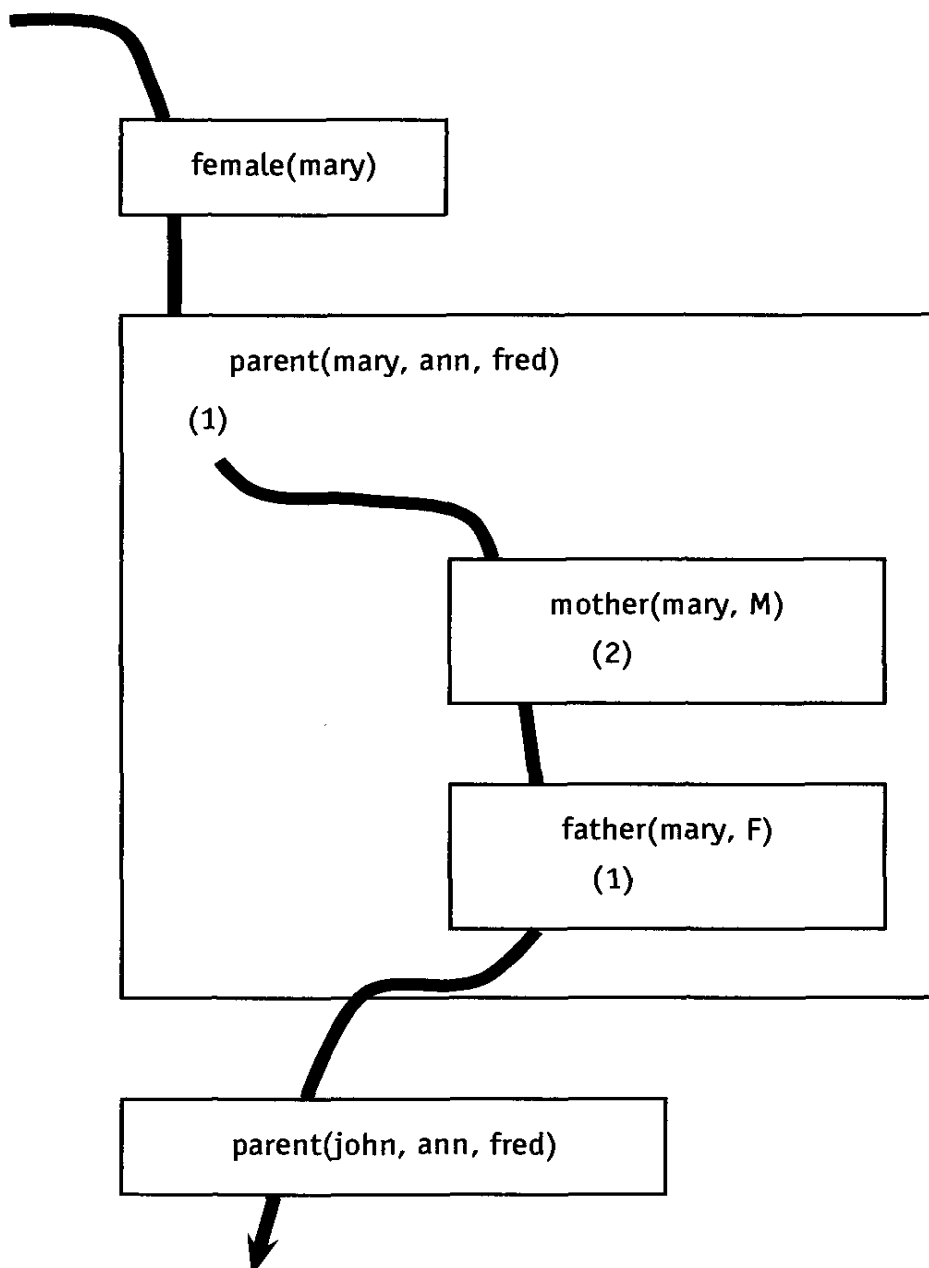 female(mary)
parent(mary, ann, fred)
(1)
mother(mary, M)
(2)
father(mary, F)
(1)
parent(john, ann, fred)